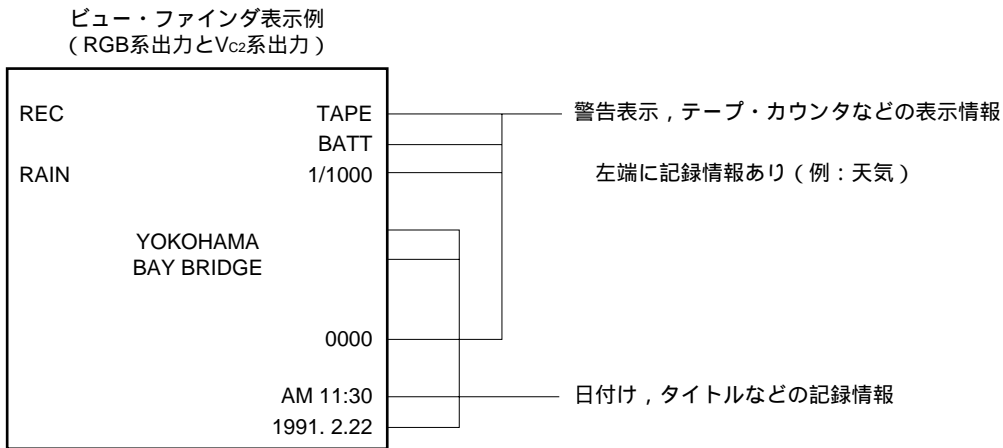 ビュー・ファインダ表示例
(RGB系出力とVC2系出力)
REC TAPE
BATT
RAIN 1/1000
YOKOHAMA
BAY BRIDGE
0000
AM 11:30
1991. 2.22
警告表示,テープ・カウンタなどの表示情報
左端に記録情報あり(例:天気)
日付け,タイトルなどの記録情報